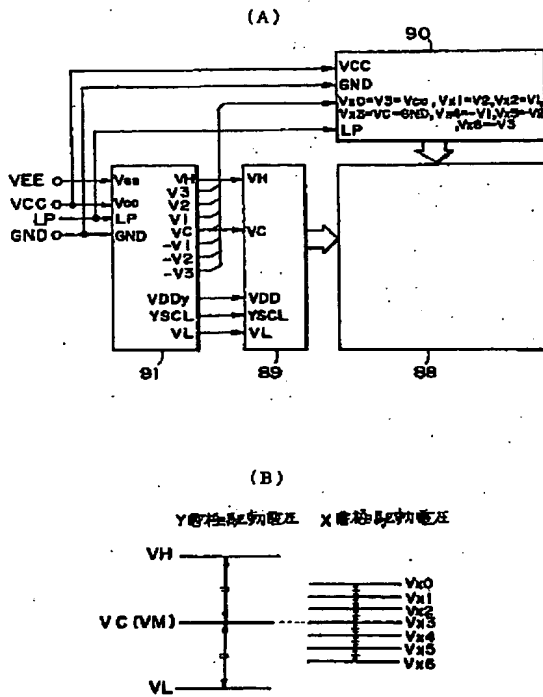 (A)
90
VCC
GND
Vx0=V3=Vcc, Vx1=V2, Vx2=V1,
Vx3=VC=GND, Vx4=-V1, Vx5=-V2
, Vx6=-V3
LP
VEE
VCC
LP
GND
Vee
Vcc
LP
GND
VH
V3
V2
V1
VC
-V1
-V2
-V3
VDDy
YSCL
VL
91
VH
VC
VDD
YSCL
VL
89
88
(B)
Y電極駆動電圧 X電極駆動電圧
VH
VC(VM)
VL
Vx0
Vx1
Vx2
Vx3
Vx4
Vx5
Vx6